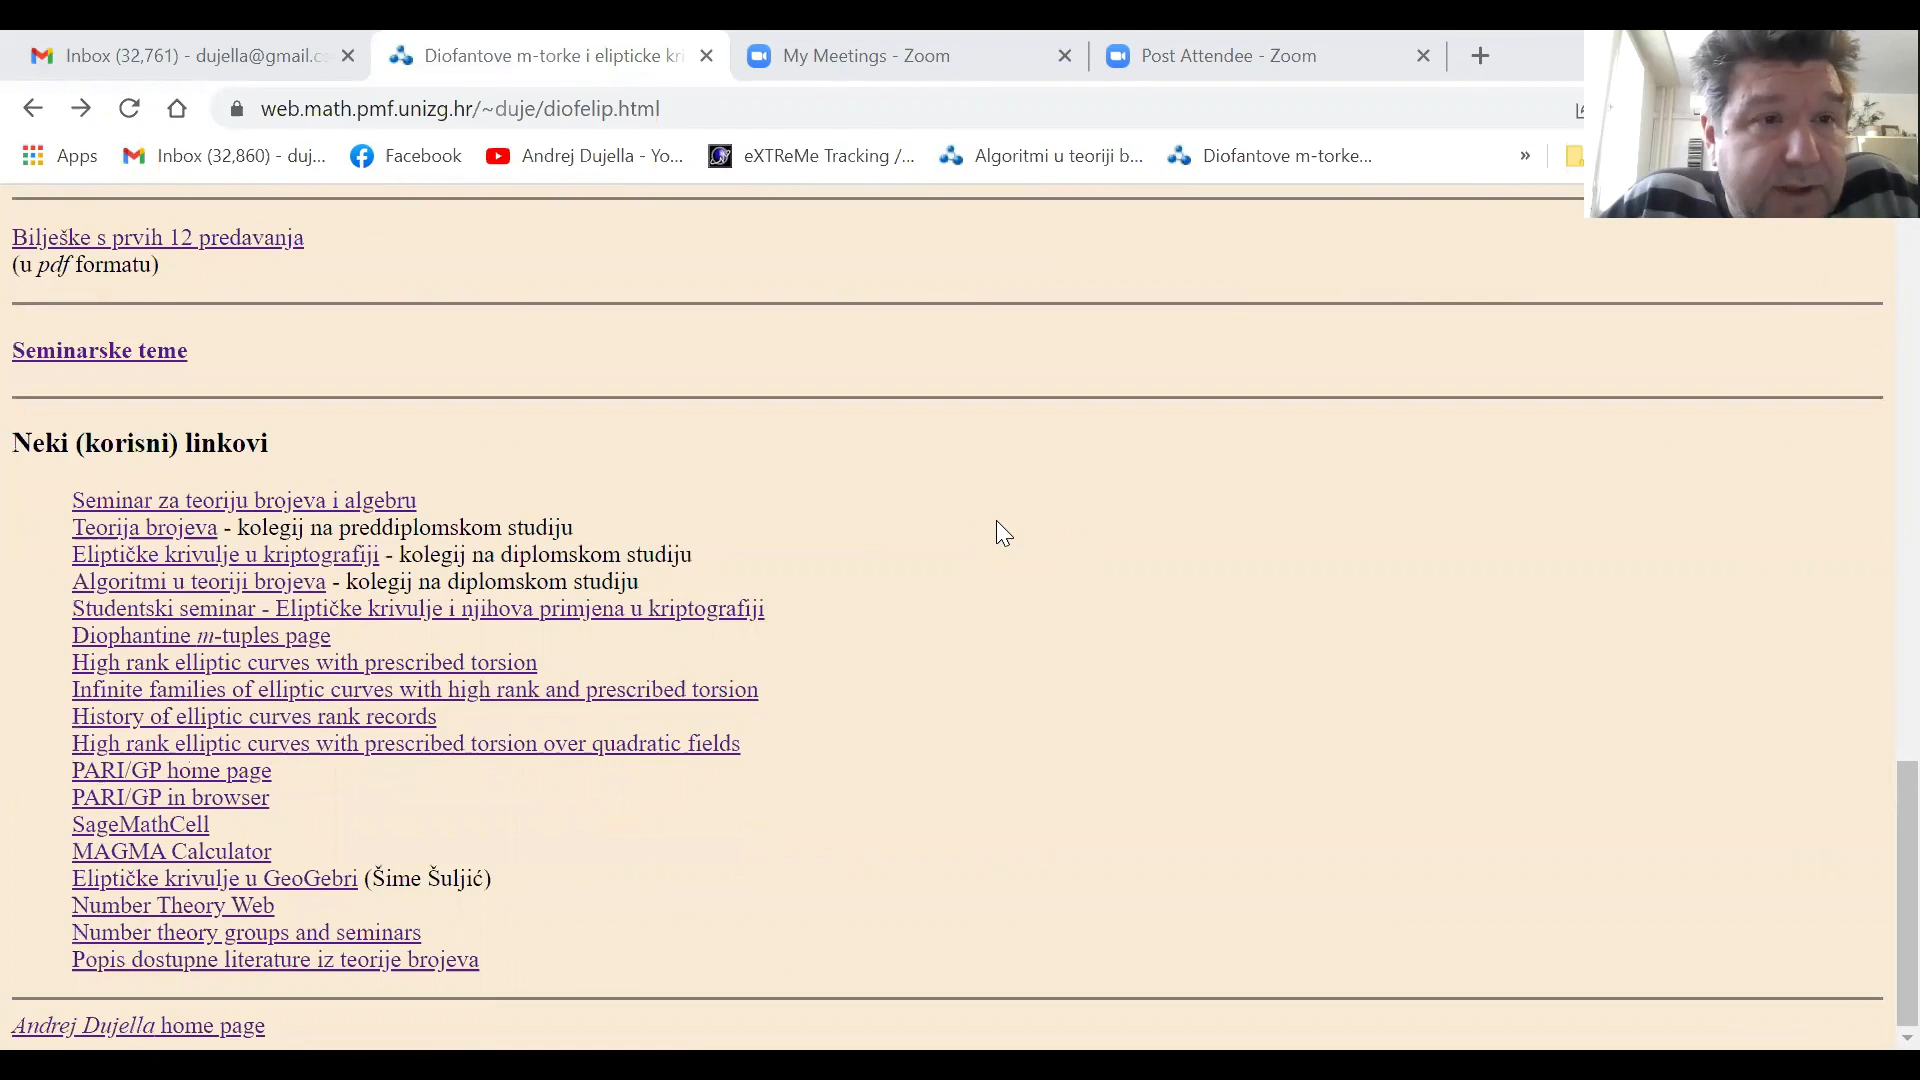 Inbox (32,761) - dujella@gmail.c
Diofantove m-torke i elipticke kri
My Meetings - Zoom
Post Attendee - Zoom
web.math.pmf.unizg.hr/~duje/diofelip.html
Apps
Inbox (32,860) - duj...
Facebook
Andrej Dujella - Yo...
eXTReMe Tracking /...
Algoritmi u teoriji b...
Diofantove m-torke...
»
Bilješke s prvih 12 predavanja
(u pdf formatu)
Seminarske teme
Neki (korisni) linkovi
Seminar za teoriju brojeva i algebru
Teorija brojeva - kolegij na preddiplomskom studiju
Eliptičke krivulje u kriptografiji - kolegij na diplomskom studiju
Algoritmi u teoriji brojeva - kolegij na diplomskom studiju
Studentski seminar - Eliptičke krivulje i njihova primjena u kriptografiji
Diophantine m-tuples page
High rank elliptic curves with prescribed torsion
Infinite families of elliptic curves with high rank and prescribed torsion
History of elliptic curves rank records
High rank elliptic curves with prescribed torsion over quadratic fields
PARI/GP home page
PARI/GP in browser
SageMathCell
MAGMA Calculator
Eliptičke krivulje u GeoGebri (Šime Šuljić)
Number Theory Web
Number theory groups and seminars
Popis dostupne literature iz teorije brojeva
Andrej Dujella home page